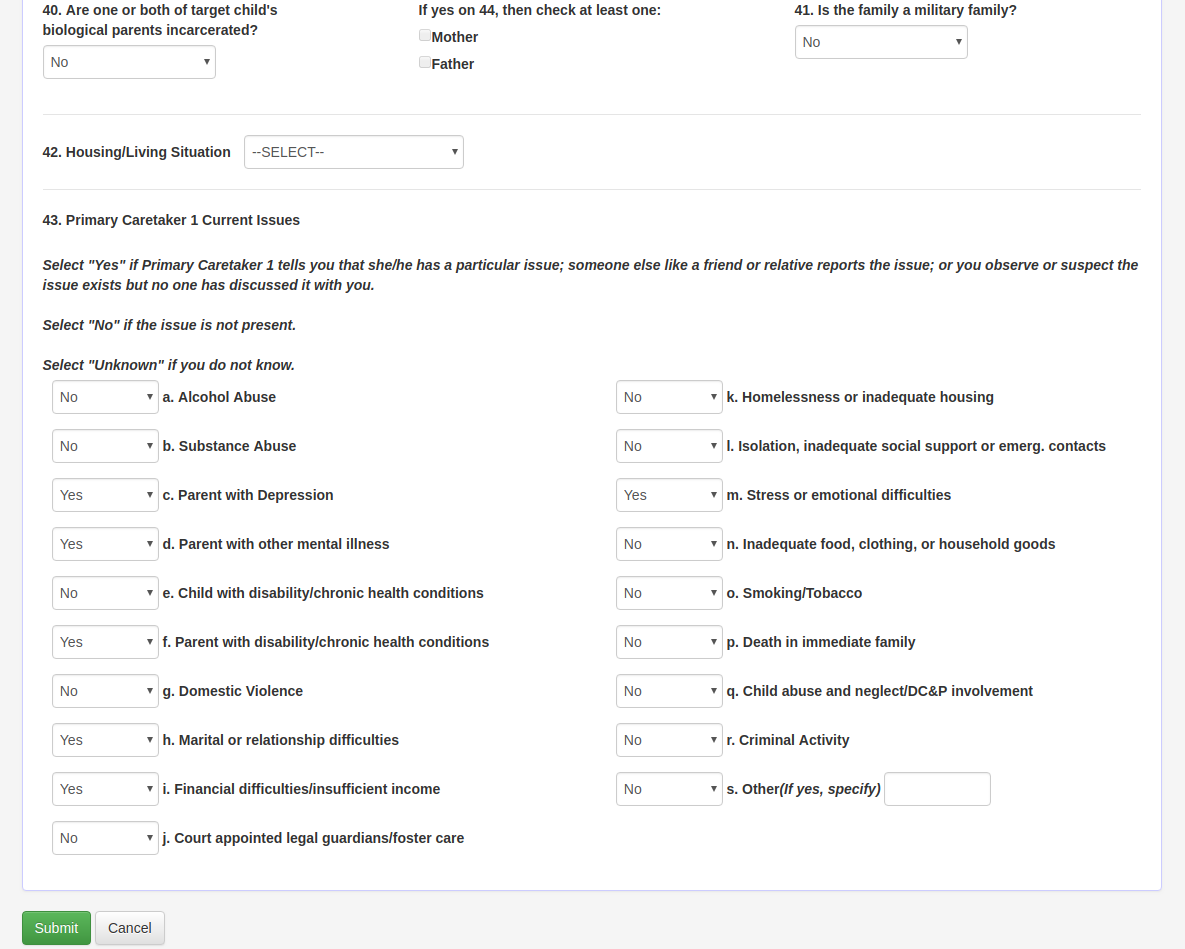 40. Are one or both of target child's
biological parents incarcerated?
No
If yes on 44, then check at least one:
Mother
Father
41. Is the family a military family?
No
42. Housing/Living Situation --SELECT--
43. Primary Caretaker 1 Current Issues
Select "Yes" if Primary Caretaker 1 tells you that she/he has a particular issue; someone else like a friend or relative reports the issue; or you observe or suspect the
issue exists but no one has discussed it with you.
Select "No" if the issue is not present.
Select "Unknown" if you do not know.
No a. Alcohol Abuse
No b. Substance Abuse
Yes c. Parent with Depression
Yes d. Parent with other mental illness
No e. Child with disability/chronic health conditions
Yes f. Parent with disability/chronic health conditions
No g. Domestic Violence
Yes h. Marital or relationship difficulties
Yes i. Financial difficulties/insufficient income
No j. Court appointed legal guardians/foster care
No k. Homelessness or inadequate housing
No l. Isolation, inadequate social support or emerg. contacts
Yes m. Stress or emotional difficulties
No n. Inadequate food, clothing, or household goods
No o. Smoking/Tobacco
No p. Death in immediate family
No q. Child abuse and neglect/DC&P involvement
No r. Criminal Activity
No s. Other(If yes, specify)
Submit Cancel